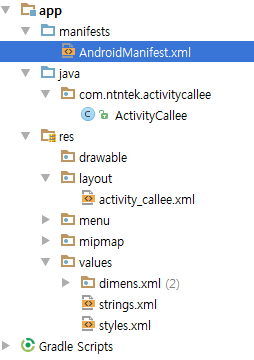 app
manifests
AndroidManifest.xml
java
com.ntntek.activitycallee
ActivityCallee
res
drawable
layout
activity_callee.xml
menu
mipmap
values
dimens.xml (2)
strings.xml
styles.xml
Gradle Scripts